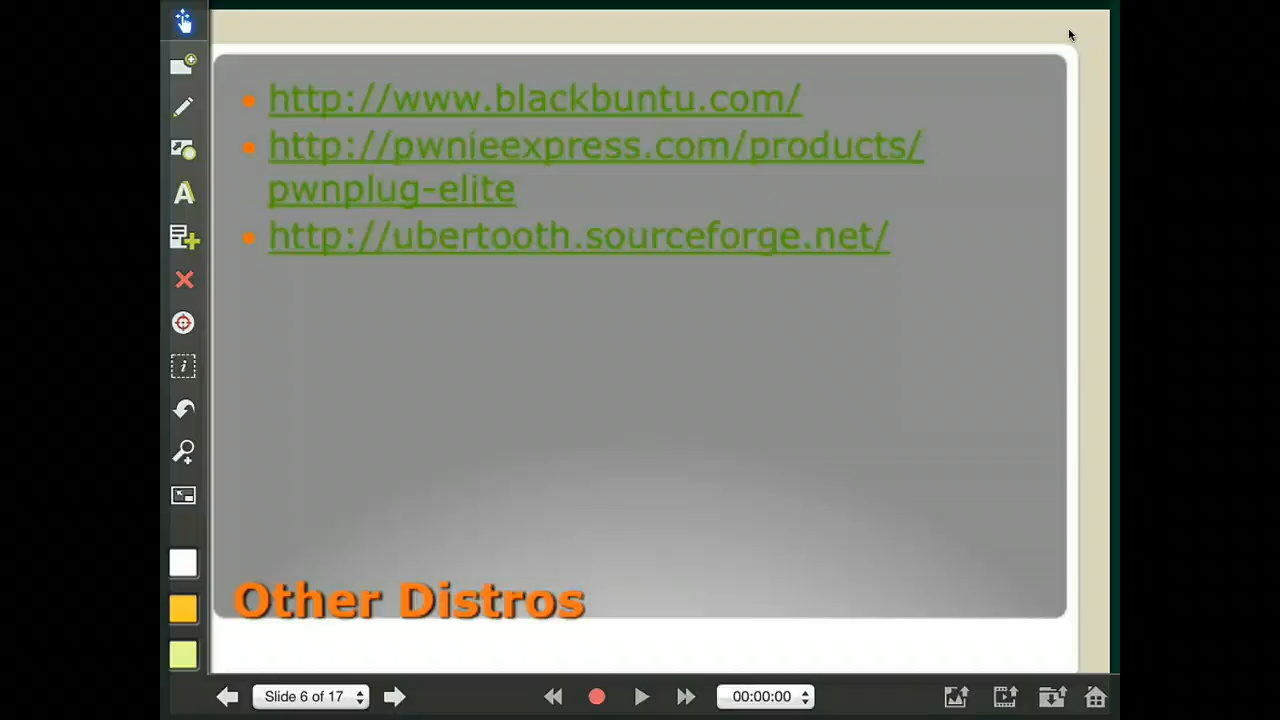 http://www.blackbuntu.com/
http://pwnieexpress.com/products/
pwnplug-elite
http://ubertooth.sourceforge.net/
Other Distros
Slide 6 of 17
00:00:00